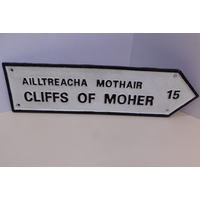 AILLTREACHA MOTHAIR
CLIFFS OF MOHER 15